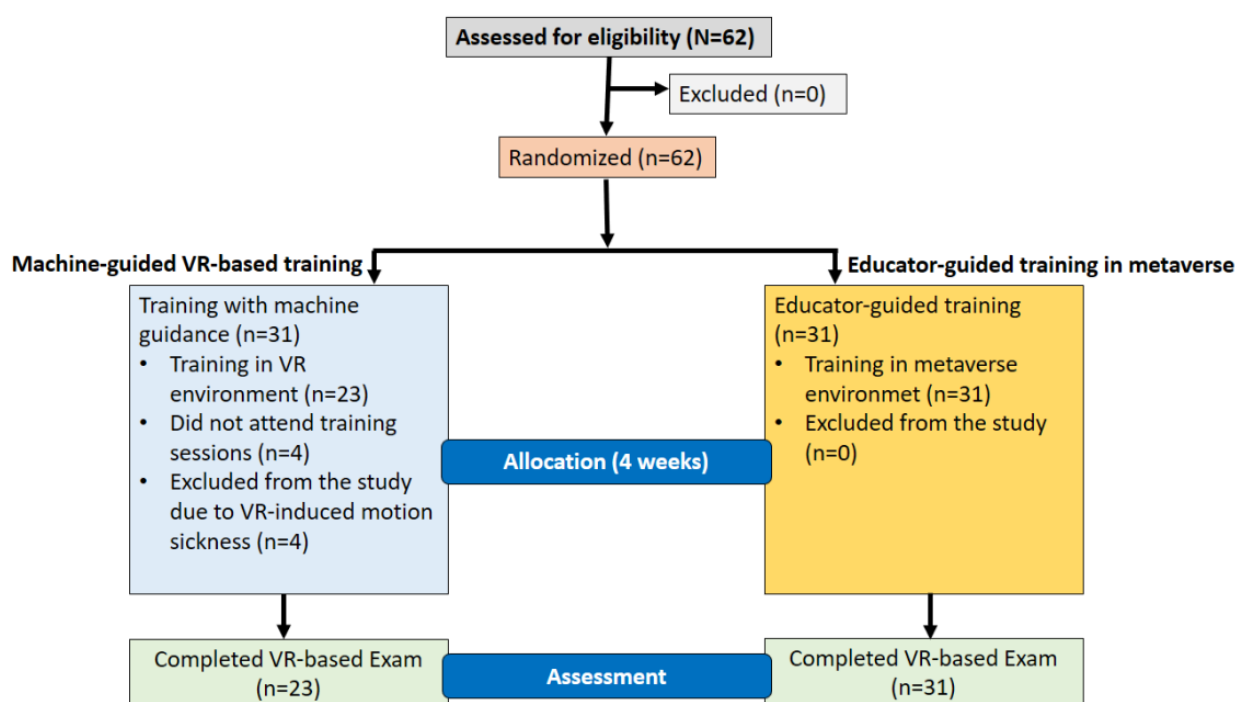 Assessed for eligibility (N=62)
Excluded (n=0)
Randomized (n=62)
Machine-guided VR-based training
Educator-guided training in metaverse
Training with machine
guidance (n=31)
• Training in VR
environment (n=23)
• Did not attend training
sessions (n=4)
• Excluded from the study
due to VR-induced motion
sickness (n=4)
Educator-guided training
(n=31)
• Training in metaverse
environmet (n=31)
• Excluded from the study
(n=0)
Allocation (4 weeks)
Completed VR-based Exam
(n=23)
Assessment
Completed VR-based Exam
(n=31)